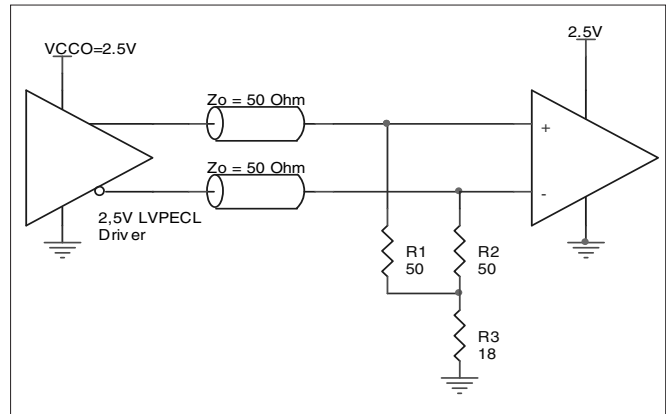 VCCO=2.5V
2.5V
Zo = 50 Ohm
+
Zo = 50 Ohm
-
2,5V LVPECL
Driver
R1
50
R2
50
R3
18